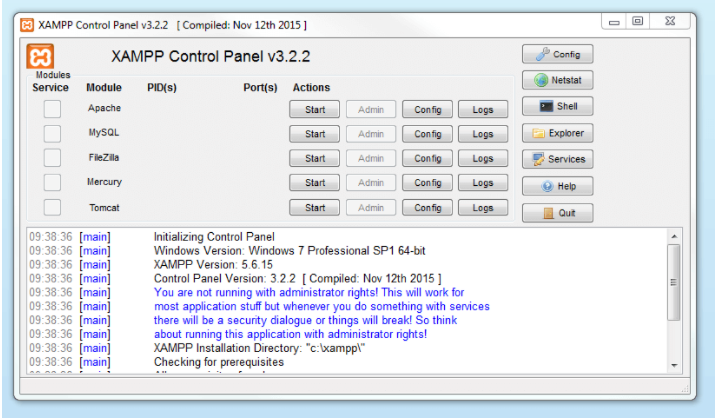 XAMPP Control Panel v3.2.2 [ Compiled: Nov 12th 2015 ]
XAMPP Control Panel v3.2.2
Config
Modules
Netstat
Service Module PID(s) Port(s) Actions
Apache Start Admin Config Logs
Shell
MySQL Start Admin Config Logs
Explorer
FileZilla Start Admin Config Logs
Services
Mercury Start Admin Config Logs
Help
Tomcat Start Admin Config Logs
Quit
09:38:36 [main] Initializing Control Panel
09:38:36 [main] Windows Version: Windows 7 Professional SP1 64-bit
09:38:36 [main] XAMPP Version: 5.6.15
09:38:36 [main] Control Panel Version: 3.2.2 [ Compiled: Nov 12th 2015 ]
09:38:36 [main] You are not running with administrator rights! This will work for
09:38:36 [main] most application stuff but whenever you do something with services
09:38:36 [main] there will be a security dialogue or things will break! So think
09:38:36 [main] about running this application with administrator rights!
09:38:36 [main] XAMPP Installation Directory: "c:\xampp\"
09:38:36 [main] Checking for prerequisites